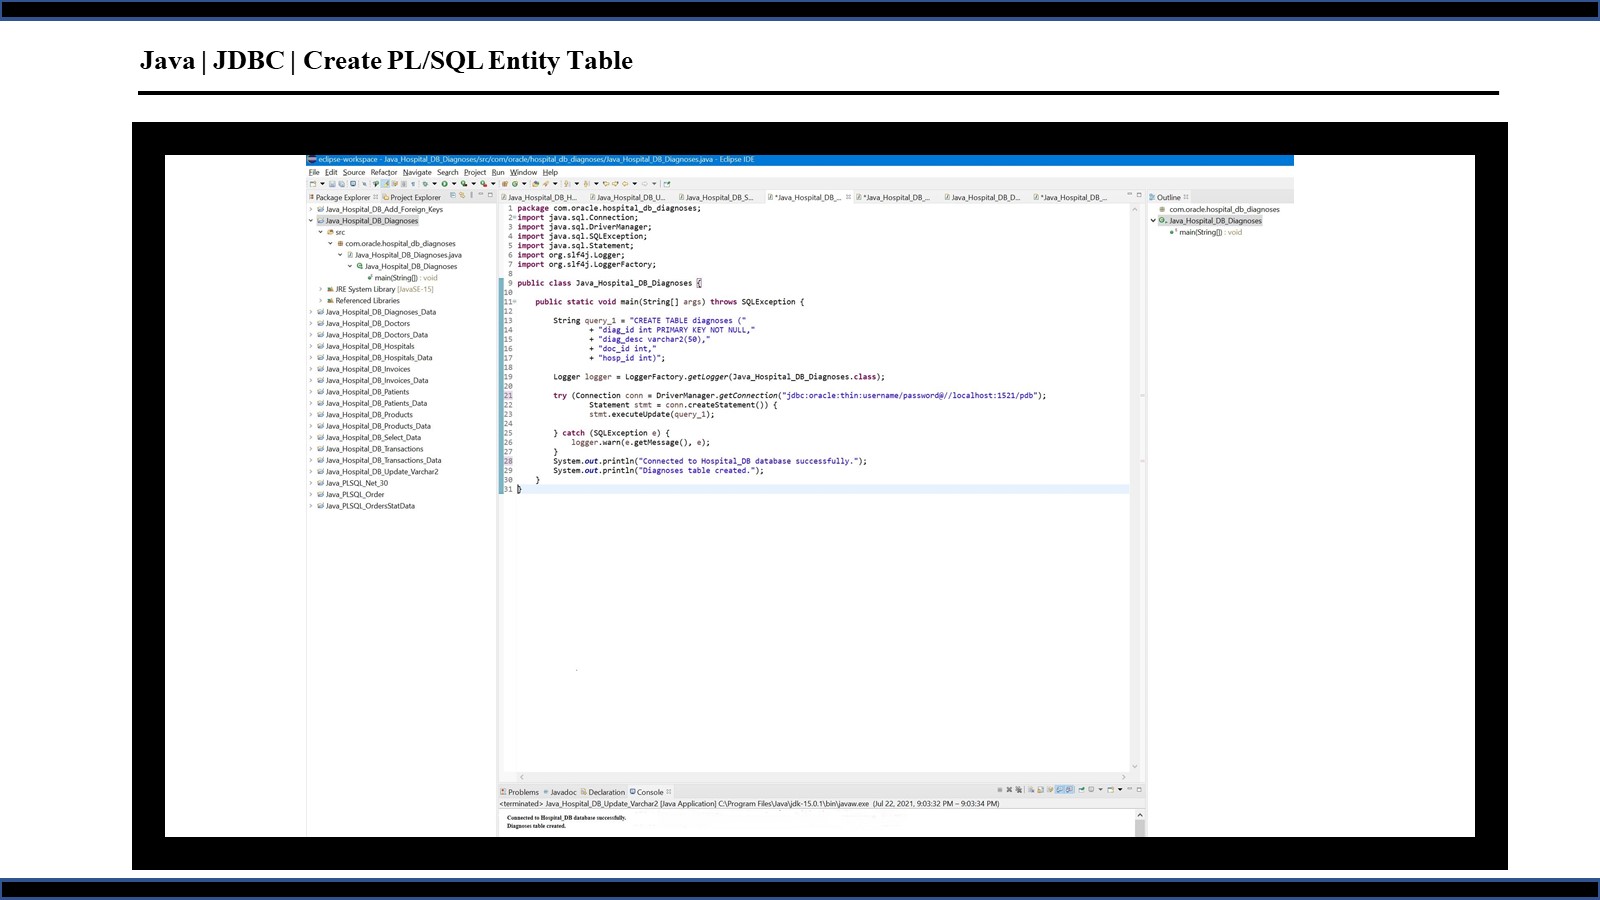 Java | JDBC | Create PL/SQL Entity Table
eclipse-workspace - Java_Hospital_DB_Diagnoses/src/com/oracle/hospital_db_diagnoses/Java_Hospital_DB_Diagnoses.java - Eclipse IDE
File Edit Source Refactor Navigate Search Project Run Window Help
Package Explorer Project Explorer
Java_Hospital_DB_Add_Foreign_Keys
Java_Hospital_DB_Diagnoses
src
com.oracle.hospital_db_diagnoses
Java_Hospital_DB_Diagnoses.java
Java_Hospital_DB_Diagnoses
main(String[]) : void
JRE System Library [JavaSE-15]
Referenced Libraries
Java_Hospital_DB_Diagnoses_Data
Java_Hospital_DB_Doctors
Java_Hospital_DB_Doctors_Data
Java_Hospital_DB_Hospitals
Java_Hospital_DB_Hospitals_Data
Java_Hospital_DB_Invoices
Java_Hospital_DB_Invoices_Data
Java_Hospital_DB_Patients
Java_Hospital_DB_Patients_Data
Java_Hospital_DB_Products
Java_Hospital_DB_Products_Data
Java_Hospital_DB_Select_Data
Java_Hospital_DB_Transactions
Java_Hospital_DB_Transactions_Data
Java_Hospital_DB_Update_Varchar2
Java_PLSQL_Net_30
Java_PLSQL_Order
Java_PLSQL_OrdersStatData
Java_Hospital_DB_H... Java_Hospital_DB_U... Java_Hospital_DB_S... *Java_Hospital_DB_... *Java_Hospital_DB_... Java_Hospital_DB_D... *Java_Hospital_DB_...
1 package com.oracle.hospital_db_diagnoses;
2 import java.sql.Connection;
3 import java.sql.DriverManager;
4 import java.sql.SQLException;
5 import java.sql.Statement;
6 import org.slf4j.Logger;
7 import org.slf4j.LoggerFactory;
8
9 public class Java_Hospital_DB_Diagnoses {
10
11 public static void main(String[] args) throws SQLException {
12
13 String query_1 = "CREATE TABLE diagnoses ("
14 + "diag_id int PRIMARY KEY NOT NULL,"
15 + "diag_desc varchar2(50),"
16 + "doc_id int,"
17 + "hosp_id int)";
18
19 Logger logger = LoggerFactory.getLogger(Java_Hospital_DB_Diagnoses.class);
20
21 try (Connection conn = DriverManager.getConnection("jdbc:oracle:thin:username/password@//localhost:1521/pdb");
22 Statement stmt = conn.createStatement()) {
23 stmt.executeUpdate(query_1);
24
25 } catch (SQLException e) {
26 logger.warn(e.getMessage(), e);
27 }
28 System.out.println("Connected to Hospital_DB database successfully.");
29 System.out.println("Diagnoses table created.");
30 }
31 }
Outline
com.oracle.hospital_db_diagnoses
Java_Hospital_DB_Diagnoses
main(String[]) : void
Problems Javadoc Declaration Console
<terminated> Java_Hospital_DB_Update_Varchar2 [Java Application] C:\Program Files\Java\jdk-15.0.1\bin\javaw.exe (Jul 22, 2021, 9:03:32 PM – 9:03:34 PM)
Connected to Hospital_DB database successfully.
Diagnoses table created.